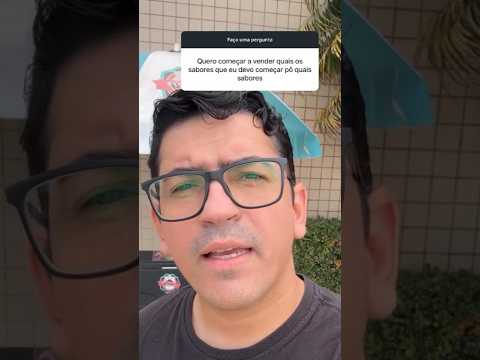 Faça uma pergunta
Quero começar a vender quais os
sabores que eu devo começar pô quais
sabores